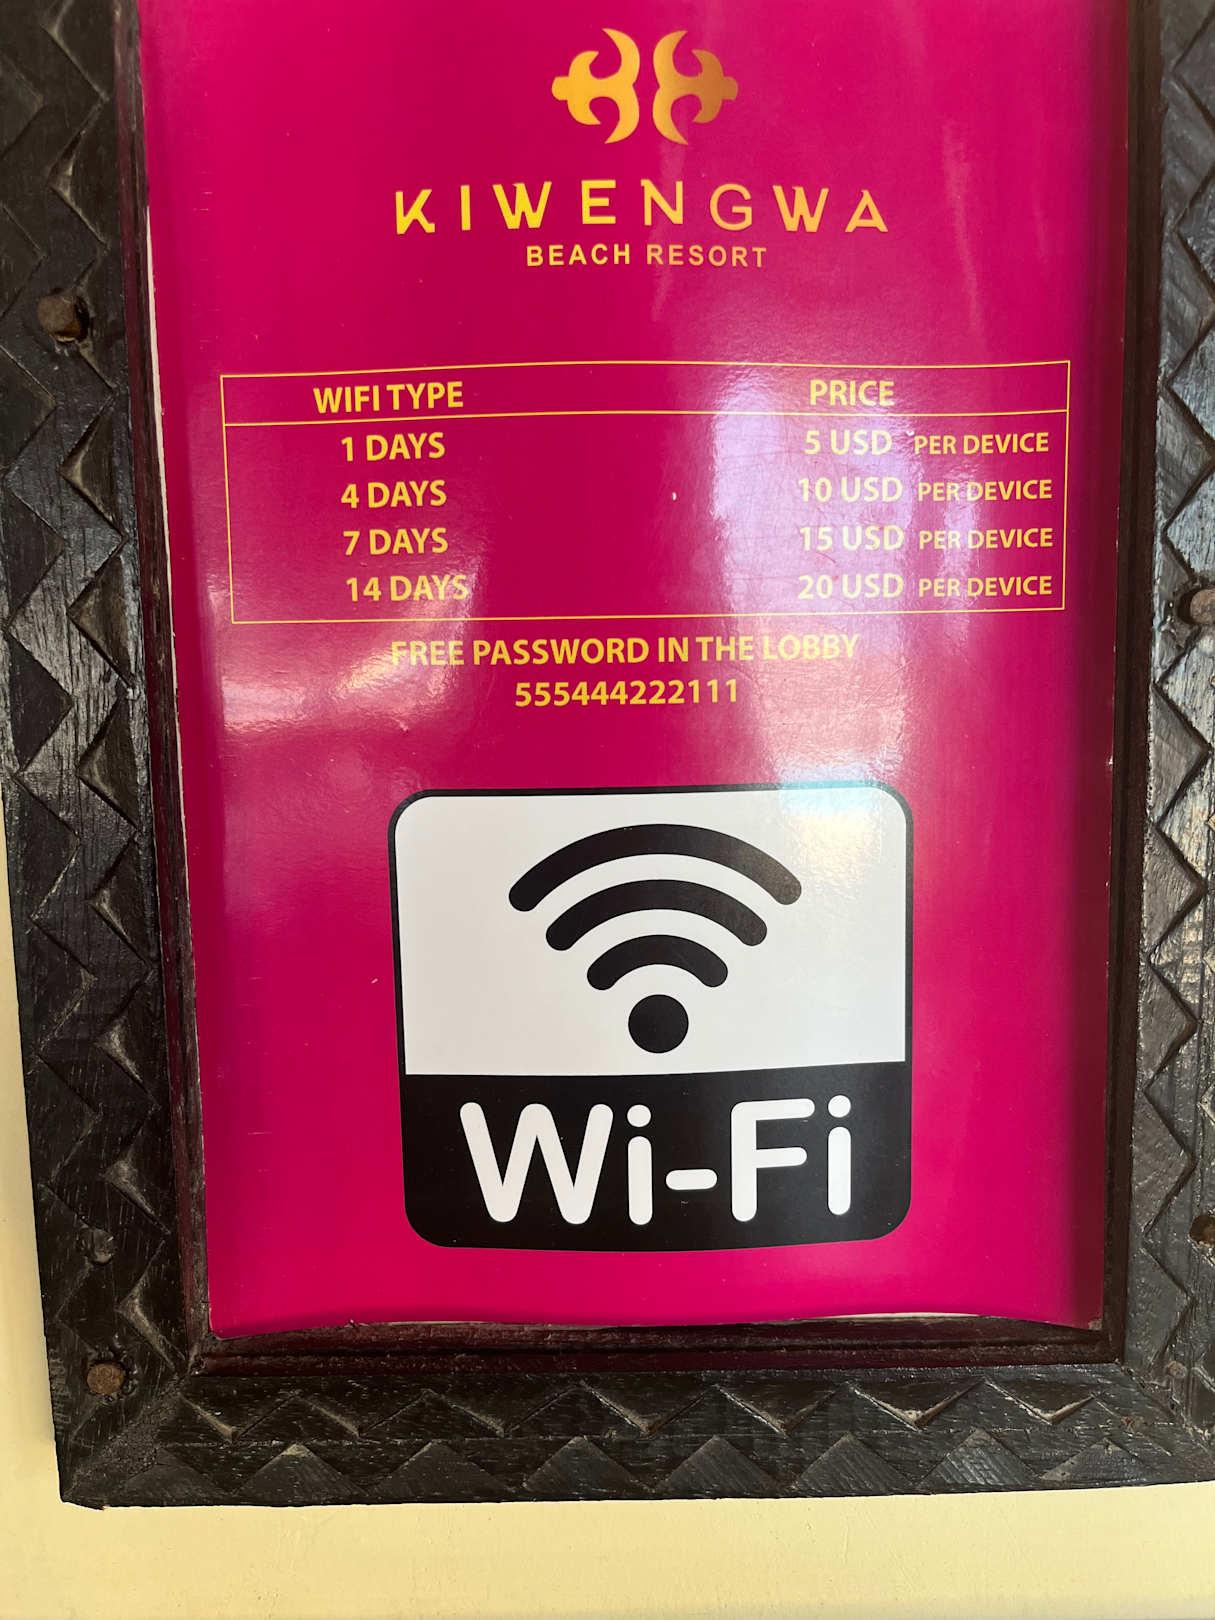 KIWENGWA
BEACH RESORT
WIFI TYPE PRICE
1 DAYS 5 USD PER DEVICE
4 DAYS 10 USD PER DEVICE
7 DAYS 15 USD PER DEVICE
14 DAYS 20 USD PER DEVICE
FREE PASSWORD IN THE LOBBY
555444222111
Wi-Fi